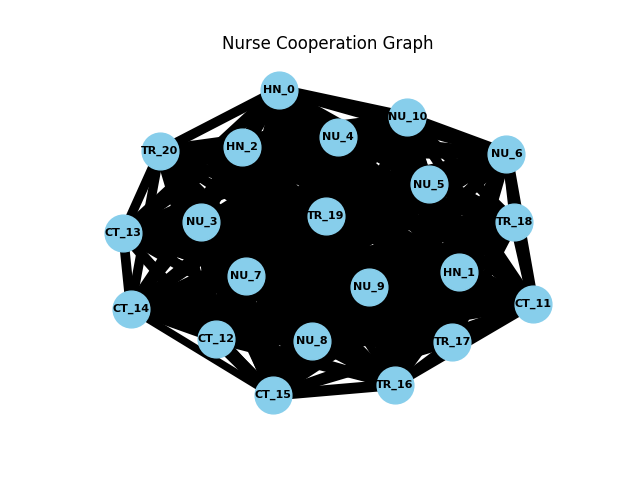 Nurse Cooperation Graph
HN_0
NU_10
NU_4
HN_2
TR_20
NU_6
NU_5
TR_19
NU_3
TR_18
CT_13
HN_1
NU_7
NU_9
CT_11
CT_14
CT_12
NU_8
TR_17
TR_16
CT_15